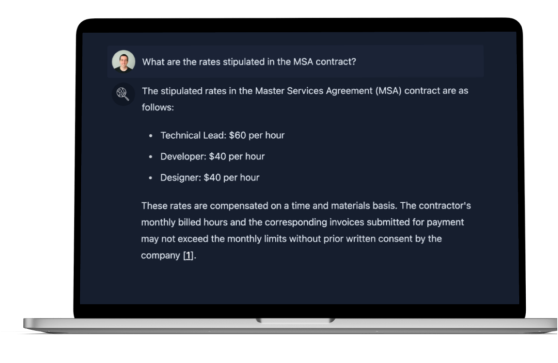 What are the rates stipulated in the MSA contract?
The stipulated rates in the Master Services Agreement (MSA) contract are as
follows:
• Technical Lead: $60 per hour
• Developer: $40 per hour
• Designer: $40 per hour
These rates are compensated on a time and materials basis. The contractor's
monthly billed hours and the corresponding invoices submitted for payment
may not exceed the monthly limits without prior written consent by the
company [1].